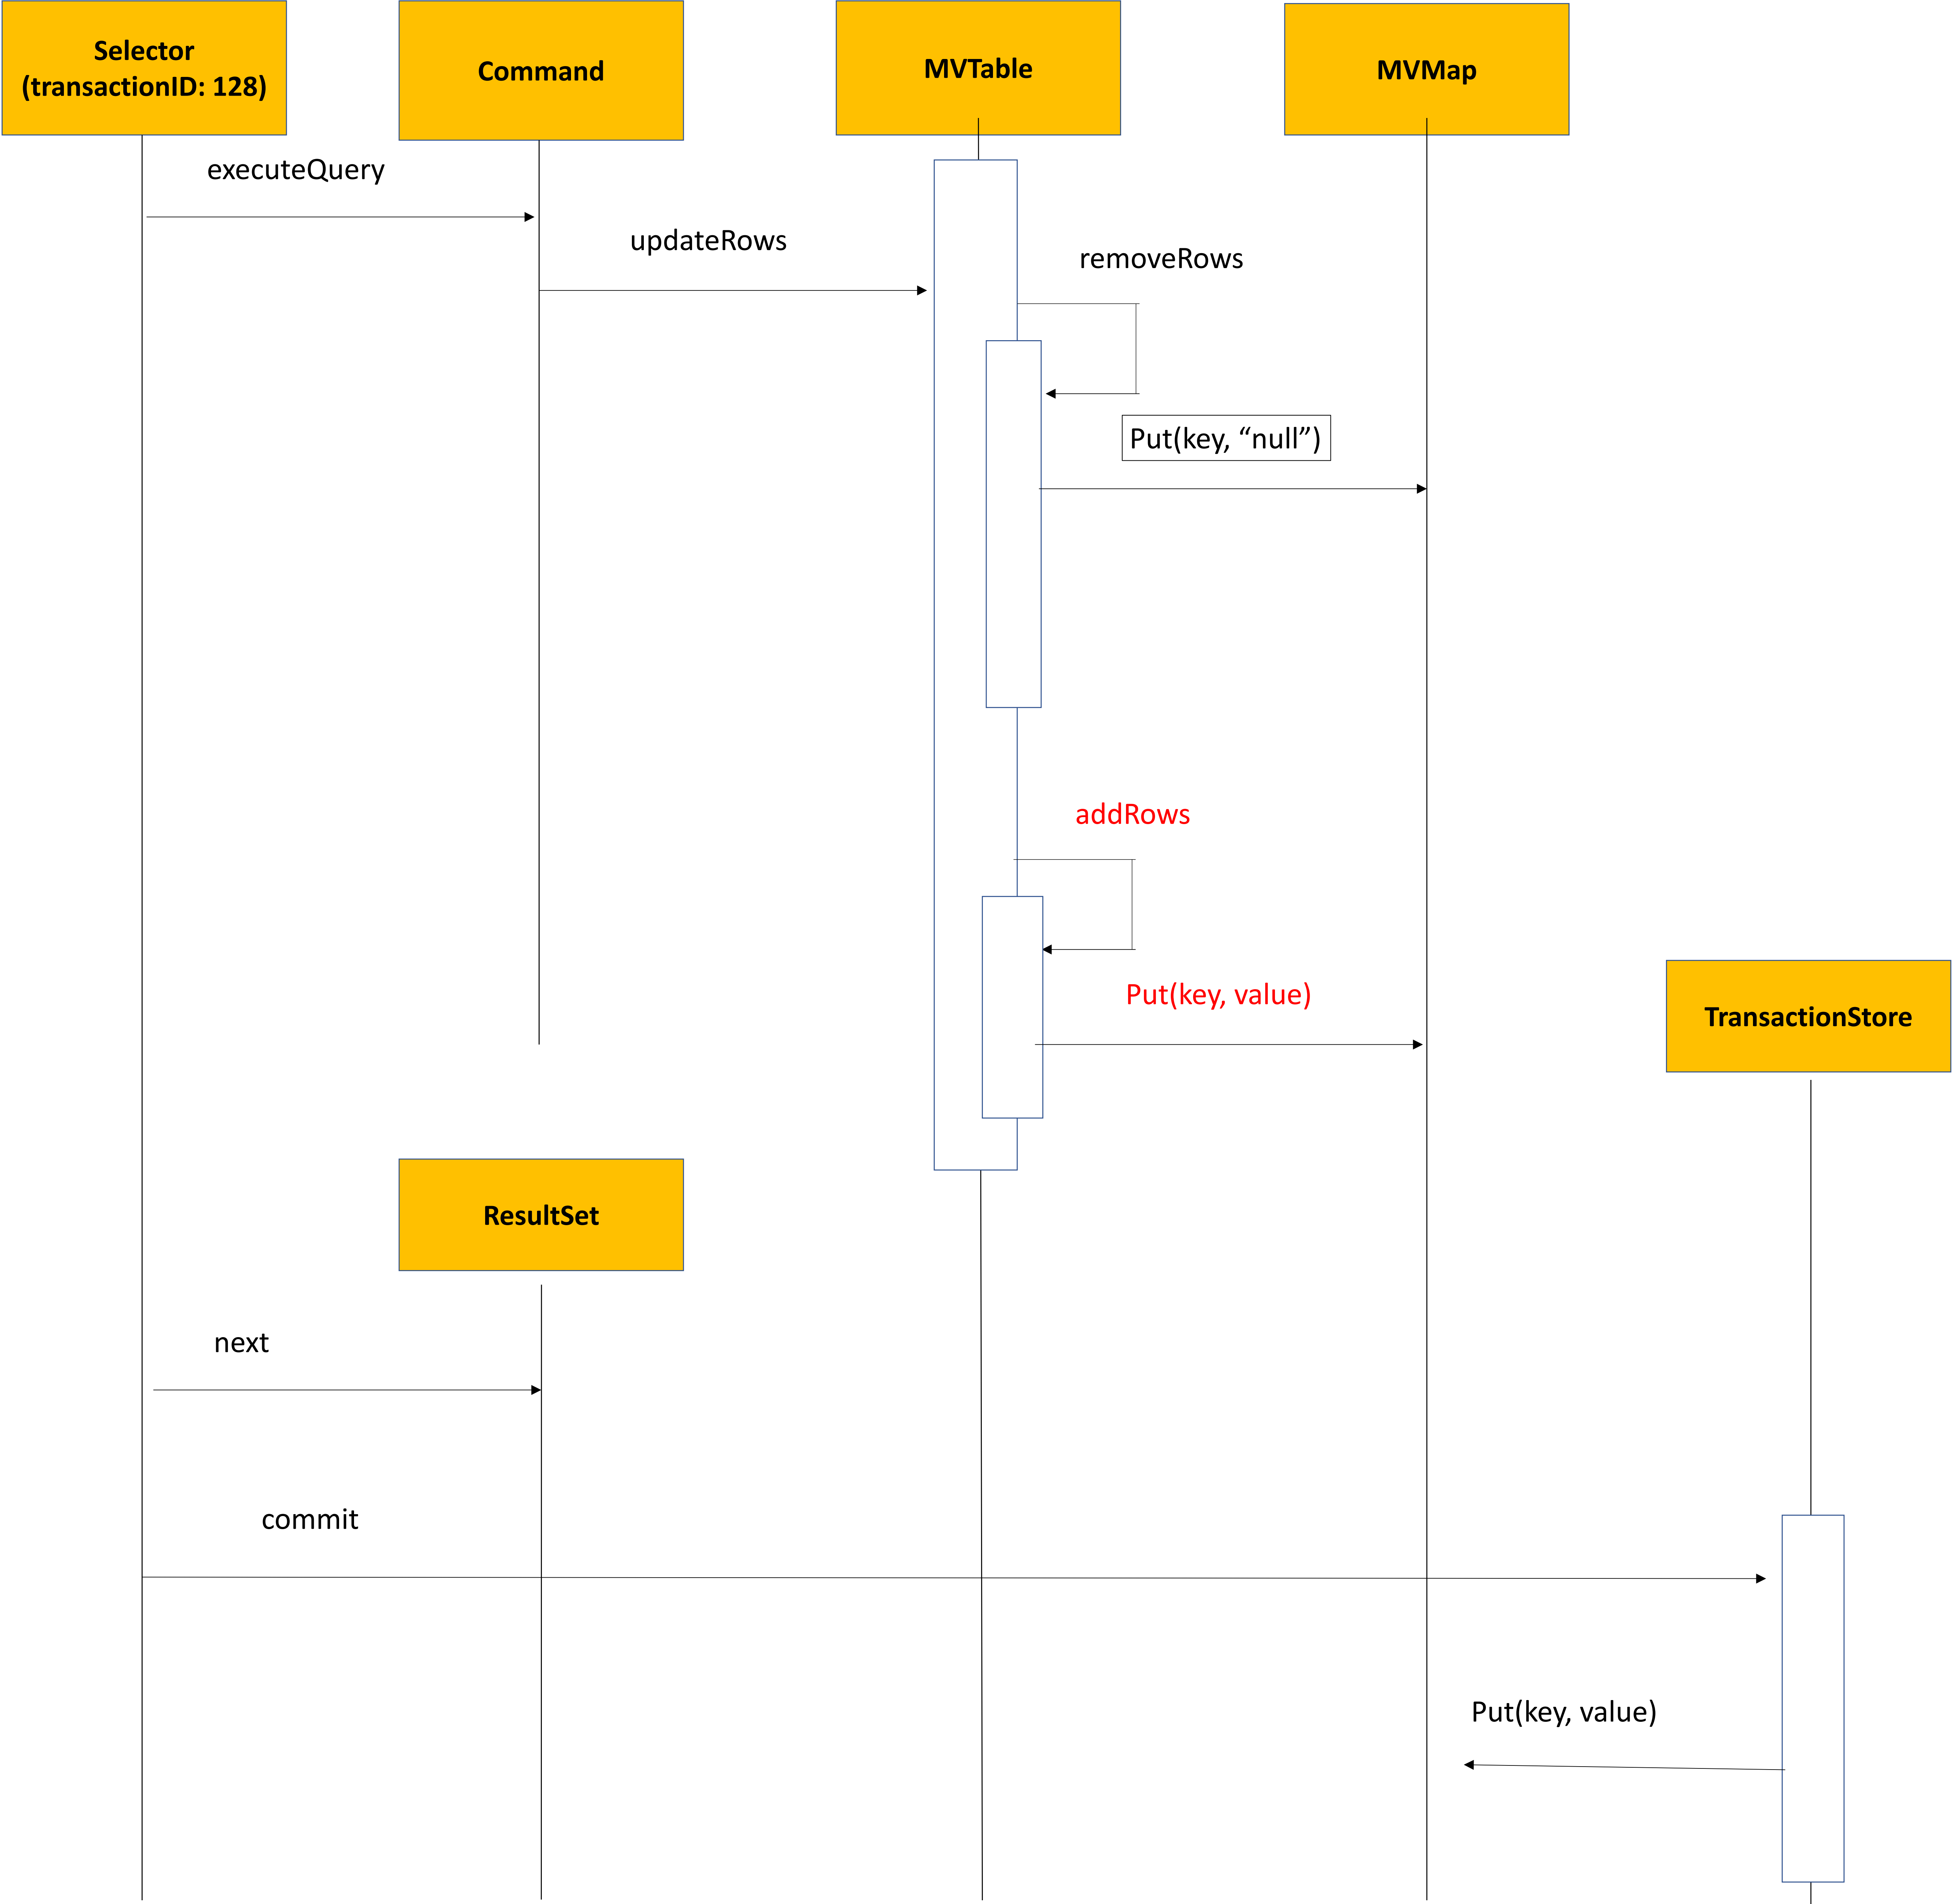 Selector
(transactionID: 128)
Command
MVTable
MVMap
executeQuery
updateRows
removeRows
Put(key, “null”)
addRows
Put(key, value)
TransactionStore
ResultSet
next
commit
Put(key, value)